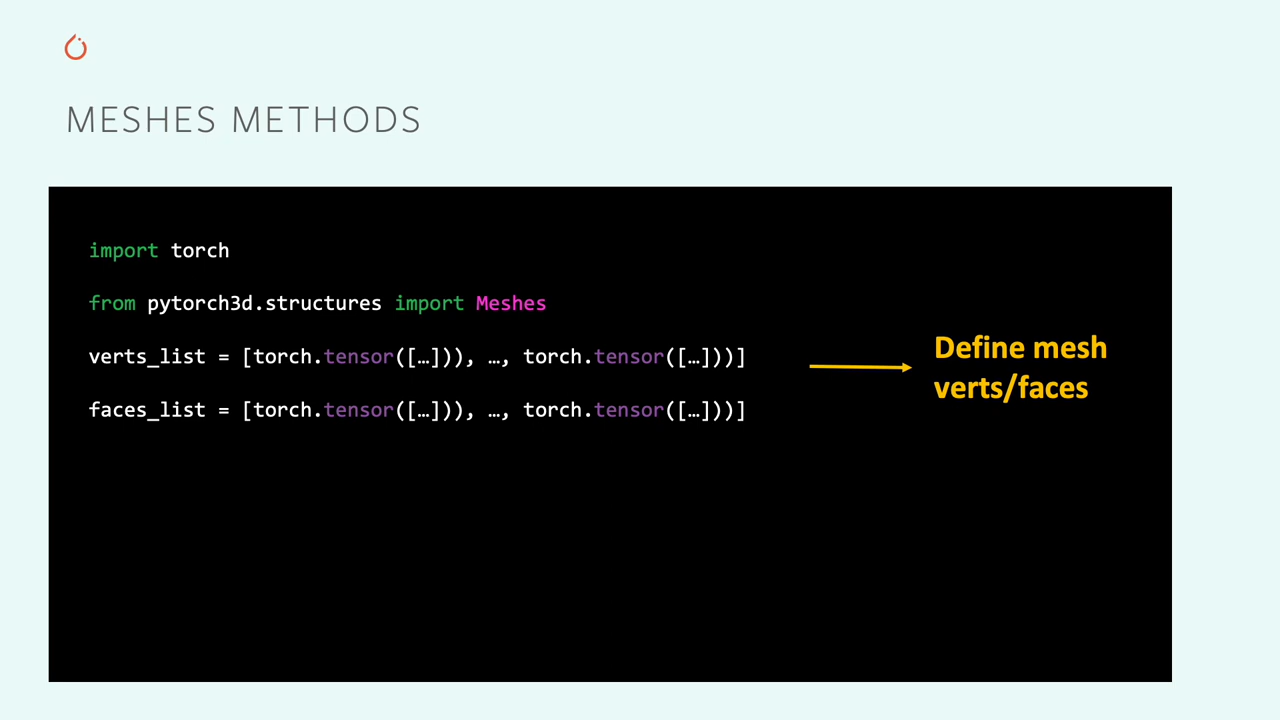 MESHES METHODS
import torch
from pytorch3d.structures import Meshes
verts_list = [torch.tensor([…])), …, torch.tensor([…]))]
faces_list = [torch.tensor([…])), …, torch.tensor([…]))]
Define mesh
verts/faces